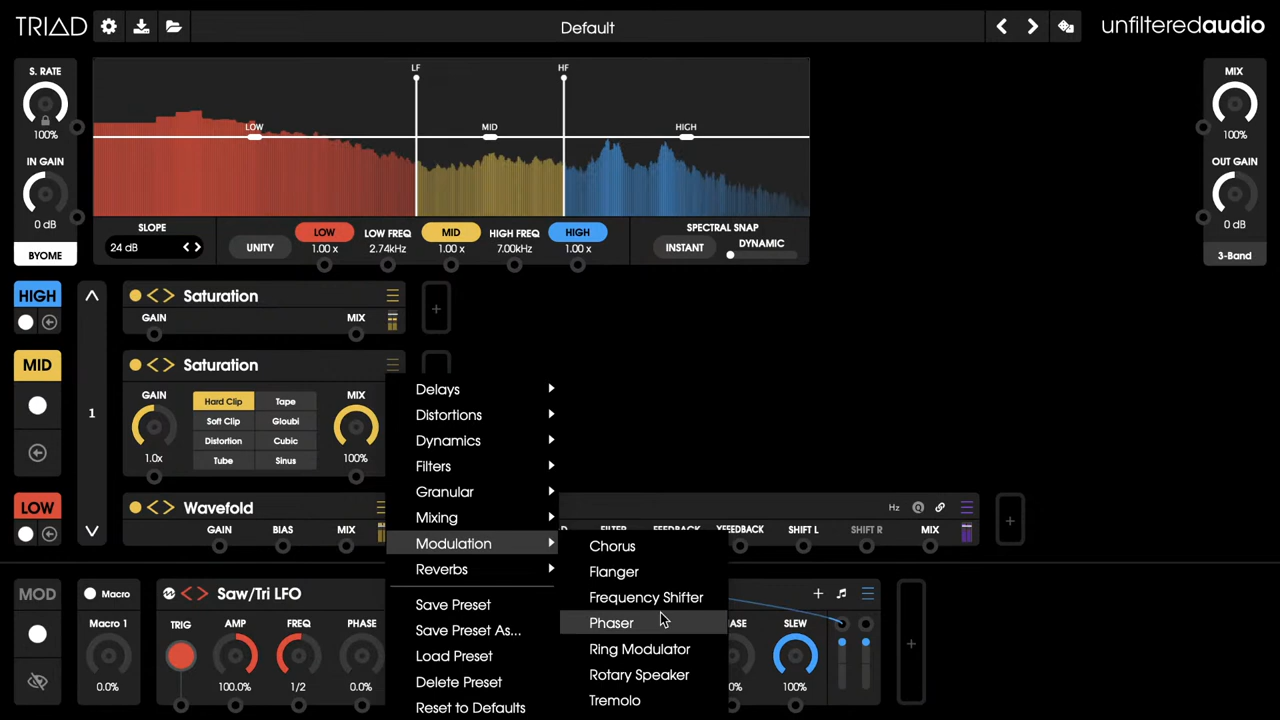 TRIAD
Default
unfilteredaudio
S. RATE
100%
IN GAIN
0 dB
BYOME
LF
HF
LOW
MID
HIGH
SLOPE
24 dB
UNITY
LOW
1.00 x
LOW FREQ
2.74kHz
MID
1.00 x
HIGH FREQ
7.00kHz
HIGH
1.00 x
SPECTRAL SNAP
INSTANT
DYNAMIC
MIX
100%
OUT GAIN
0 dB
3-Band
HIGH
Saturation
GAIN
MIX
MID
1
Saturation
GAIN
1.0x
Hard Clip
Tape
Soft Clip
Gloubi
Distortion
Cubic
Tube
Sinus
MIX
100%
LOW
Wavefold
GAIN
BIAS
MIX
Hz
FILTER
FEEDBACK
XFEEDBACK
SHIFT L
SHIFT R
MIX
Delays
Distortions
Dynamics
Filters
Granular
Mixing
Modulation
Reverbs
Save Preset
Save Preset As...
Load Preset
Delete Preset
Reset to Defaults
Chorus
Flanger
Frequency Shifter
Phaser
Ring Modulator
Rotary Speaker
Tremolo
MOD
Macro
Macro 1
0.0%
Saw/Tri LFO
TRIG
AMP
100.0%
FREQ
1/2
PHASE
0.0%
SLEW
100%